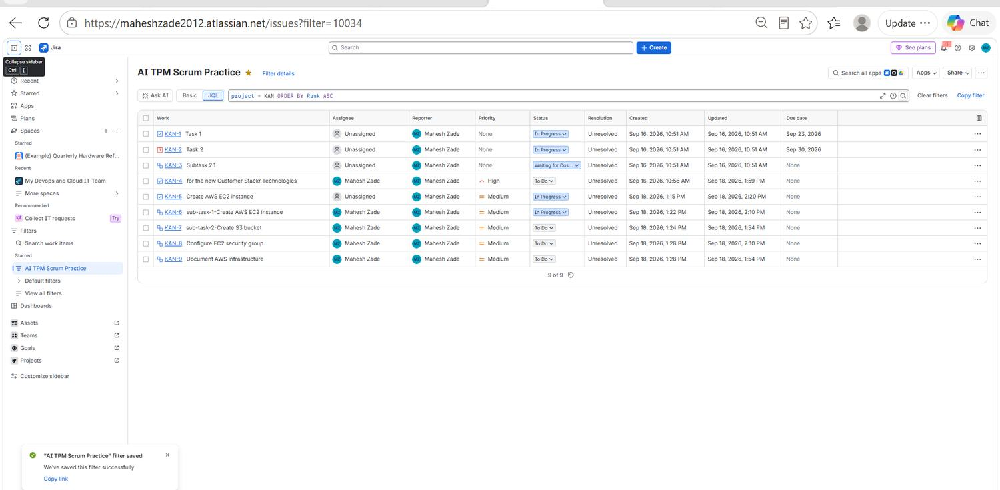 https://maheshzade2012.atlassian.net/issues?filter=10034
Update
Chat
Jira
Search
+ Create
See plans
1
MZ
Collapse sidebar
Ctrl [
Recent
Starred
Apps
Plans
Spaces
Starred
(Example) Quarterly Hardware Ref...
Recent
My Devops and Cloud IT Team
More spaces
Recommended
Collect IT requests Try
Filters
Search work items
Starred
AI TPM Scrum Practice
Default filters
View all filters
Dashboards
Assets
Teams
Goals
Projects
Customize sidebar
AI TPM Scrum Practice Filter details
Search all apps Apps Share
Ask AI Basic JQL project = KAN ORDER BY Rank ASC Clear filters Copy filter
Work Assignee Reporter Priority Status Resolution Created Updated Due date
KAN-1 Task 1 Unassigned MZ Mahesh Zade None In Progress Unresolved Sep 16, 2026, 10:51 AM Sep 16, 2026, 10:51 AM Sep 23, 2026
KAN-2 Task 2 Unassigned MZ Mahesh Zade None In Progress Unresolved Sep 16, 2026, 10:51 AM Sep 16, 2026, 10:51 AM Sep 30, 2026
KAN-3 Subtask 2.1 Unassigned MZ Mahesh Zade None Waiting for Cus... Unresolved Sep 16, 2026, 10:51 AM Sep 16, 2026, 10:51 AM None
KAN-4 for the new Customer Stackr Technologies MZ Mahesh Zade MZ Mahesh Zade High To Do Unresolved Sep 16, 2026, 10:56 AM Sep 18, 2026, 1:59 PM None
KAN-5 Create AWS EC2 instance Unassigned MZ Mahesh Zade Medium In Progress Unresolved Sep 18, 2026, 1:15 PM Sep 18, 2026, 2:20 PM None
KAN-6 sub-task-1-Create AWS EC2 instance MZ Mahesh Zade MZ Mahesh Zade Medium In Progress Unresolved Sep 18, 2026, 1:22 PM Sep 18, 2026, 2:10 PM None
KAN-7 sub-task-2-Create S3 bucket MZ Mahesh Zade MZ Mahesh Zade Medium To Do Unresolved Sep 18, 2026, 1:24 PM Sep 18, 2026, 1:54 PM None
KAN-8 Configure EC2 security group MZ Mahesh Zade MZ Mahesh Zade Medium To Do Unresolved Sep 18, 2026, 1:28 PM Sep 18, 2026, 2:10 PM None
KAN-9 Document AWS infrastructure MZ Mahesh Zade MZ Mahesh Zade Medium To Do Unresolved Sep 18, 2026, 1:28 PM Sep 18, 2026, 1:54 PM None
9 of 9
"AI TPM Scrum Practice" filter saved
We've saved this filter successfully.
Copy link